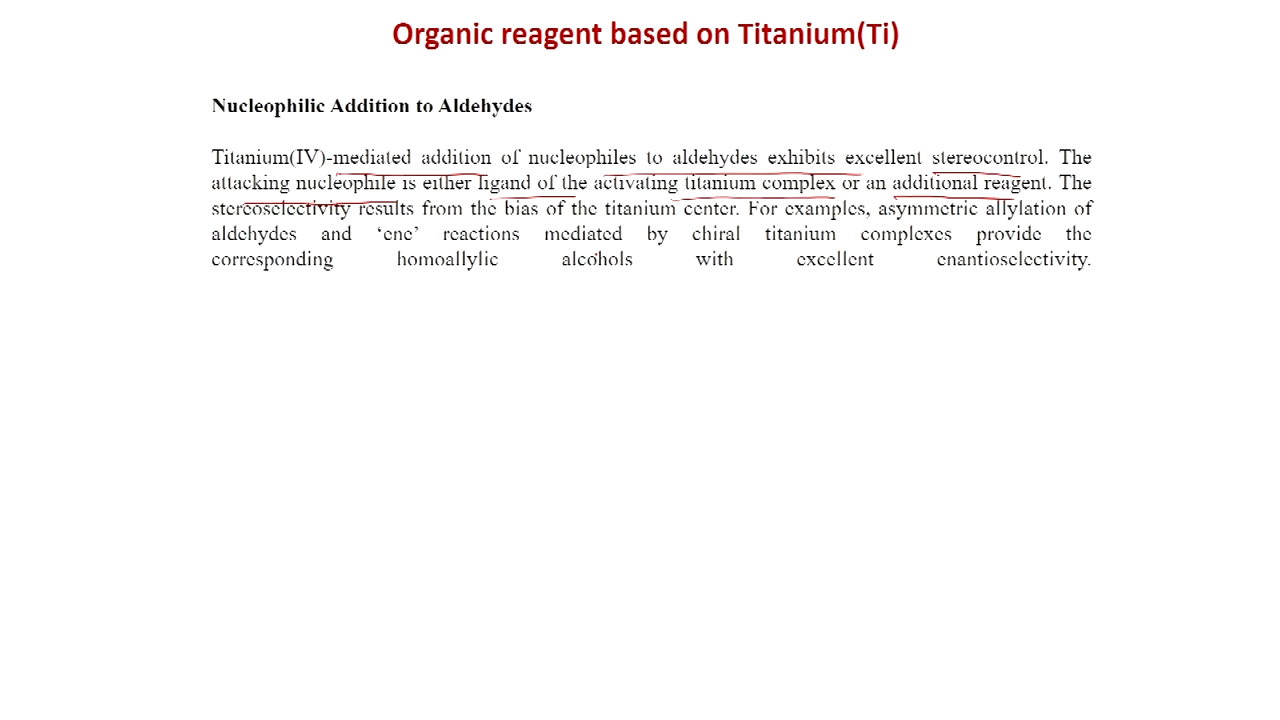 Organic reagent based on Titanium(Ti)
Nucleophilic Addition to Aldehydes
Titanium(IV)-mediated addition of nucleophiles to aldehydes exhibits excellent stereocontrol. The
attacking nucleophile is either ligand of the activating titanium complex or an additional reagent. The
stereoselectivity results from the bias of the titanium center. For examples, asymmetric allylation of
aldehydes and ‘ene’ reactions mediated by chiral titanium complexes provide the
corresponding homoallylic alcohols with excellent enantioselectivity.